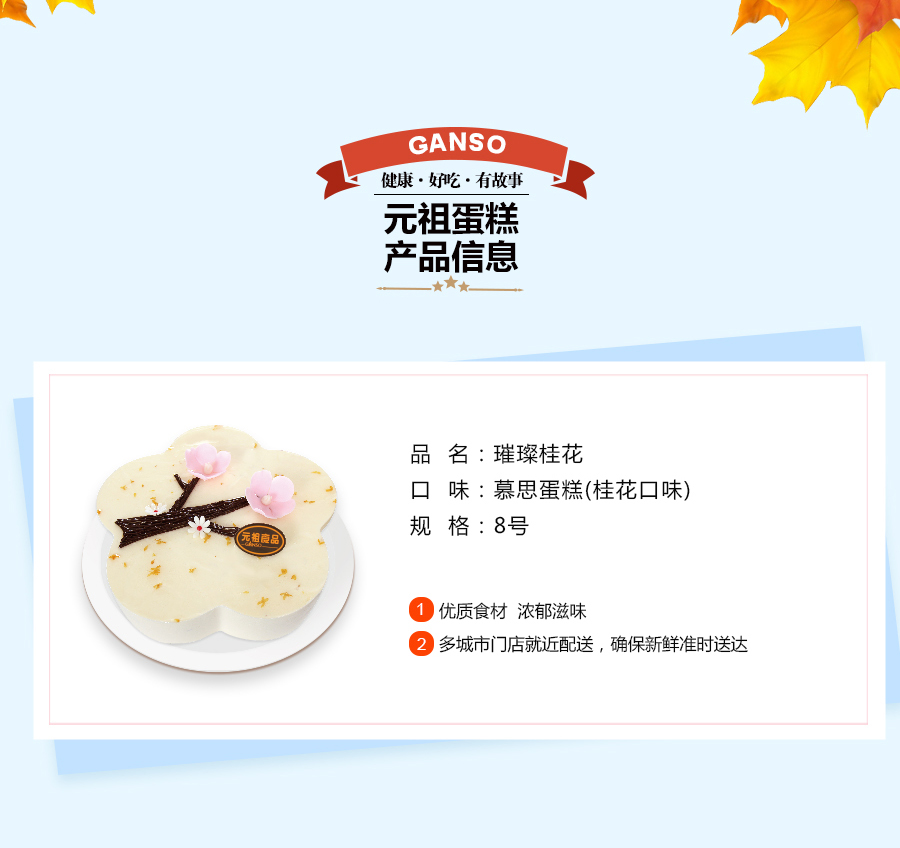 GANSO
健康·好吃·有故事
元祖蛋糕
产品信息
品 名：璀璨桂花
口 味：慕思蛋糕(桂花口味)
规 格：8号
元祖食品
GANSO
1 优质食材 浓郁滋味
2 多城市门店就近配送，确保新鲜准时送达